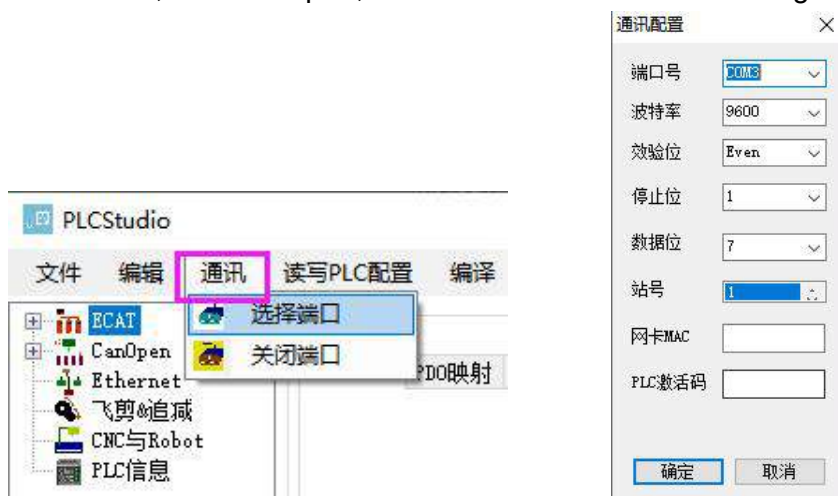 通讯配置
端口号 COM3
波特率 9600
效验位 Even
停止位 1
数据位 7
站号 1
网卡MAC
PLC激活码
确定 取消
PLCStudio
文件 编辑 通讯 读写PLC配置 编译
选择端口
关闭端口
ECAT
CanOpen
Ethernet
PDO映射
飞剪&追减
CNC与Robot
PLC信息